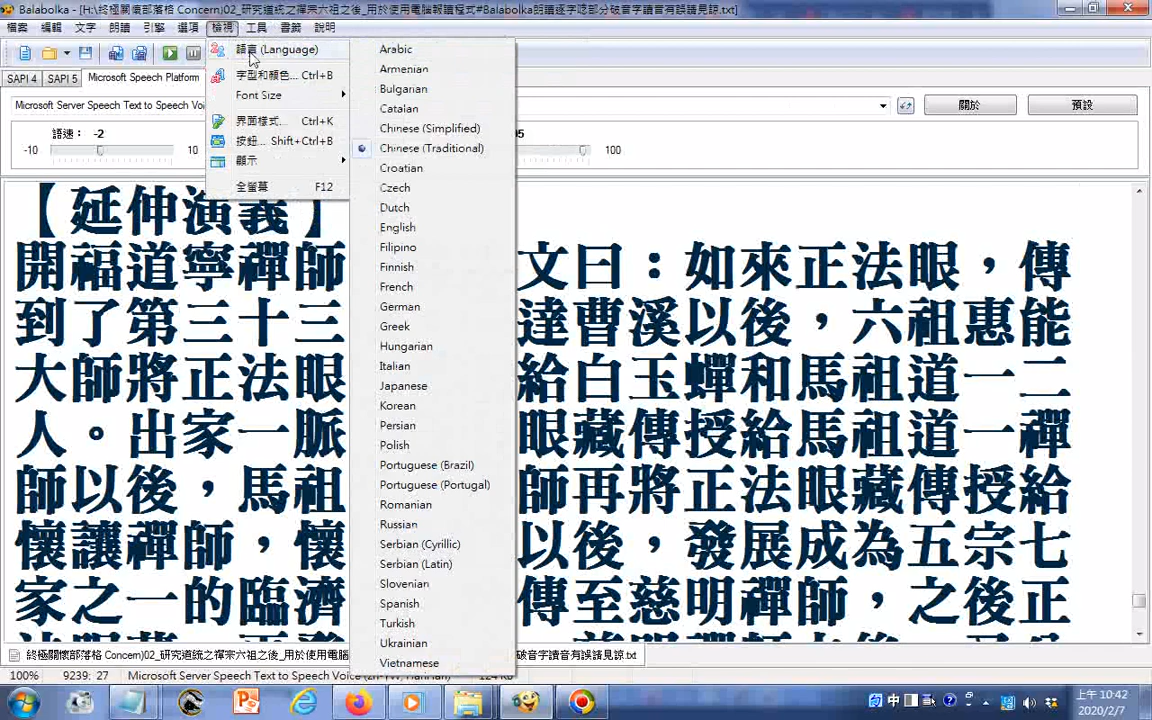 Balabolka - [H:\終極關懷部落格 Concern)02_研究道統之禪宗六祖之後_用於使用電腦報讀程式#Balabolka朗讀逐字唸部分破音字讀音有誤請見諒.txt]
檔案 編輯 文字 朗讀 引擎 選項 檢視 工具 書籤 說明
SAPI 4 SAPI 5 Microsoft Speech Platform
Microsoft Server Speech Text to Speech Voi
關於 預設
語速： -2
-10 10
100
語言 (Language)
字型和顏色... Ctrl+B
Font Size
界面樣式... Ctrl+K
按鈕... Shift+Ctrl+B
顯示
全螢幕 F12
Arabic
Armenian
Bulgarian
Catalan
Chinese (Simplified)
Chinese (Traditional)
Croatian
Czech
Dutch
English
Filipino
Finnish
French
German
Greek
Hungarian
Italian
Japanese
Korean
Persian
Polish
Portuguese (Brazil)
Portuguese (Portugal)
Romanian
Russian
Serbian (Cyrillic)
Serbian (Latin)
Slovenian
Spanish
Turkish
Ukrainian
Vietnamese
【延伸演義】
開福道寧禪師 文曰：如來正法眼，傳
到了第三十三 達曹溪以後，六祖惠能
大師將正法眼 給白玉蟬和馬祖道一二
人。出家一脈 眼藏傳授給馬祖道一禪
師以後，馬祖 師再將正法眼藏傳授給
懷讓禪師，懷 以後，發展成為五宗七
家之一的臨濟 傳至慈明禪師，之後正
終極關懷部落格 Concern)02_研究道統之禪宗六祖之後_用於使用電腦 破音字讀音有誤請見諒.txt
100% 9239: 27 Microsoft Server Speech Text to Speech Voice
中
上午 10:42
2020/2/7